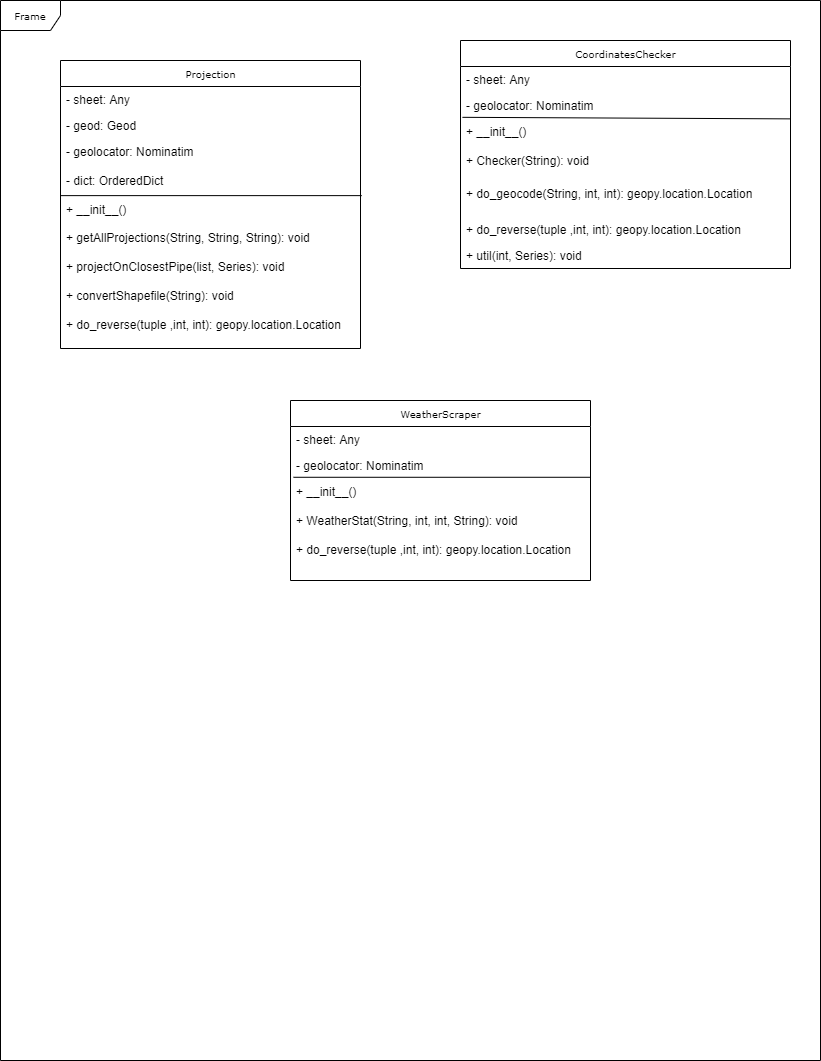 Frame
Projection
- sheet: Any
- geod: Geod
- geolocator: Nominatim
- dict: OrderedDict
+ __init__()
+ getAllProjections(String, String, String): void
+ projectOnClosestPipe(list, Series): void
+ convertShapefile(String): void
+ do_reverse(tuple ,int, int): geopy.location.Location
CoordinatesChecker
- sheet: Any
- geolocator: Nominatim
+ __init__()
+ Checker(String): void
+ do_geocode(String, int, int): geopy.location.Location
+ do_reverse(tuple ,int, int): geopy.location.Location
+ util(int, Series): void
WeatherScraper
- sheet: Any
- geolocator: Nominatim
+ __init__()
+ WeatherStat(String, int, int, String): void
+ do_reverse(tuple ,int, int): geopy.location.Location